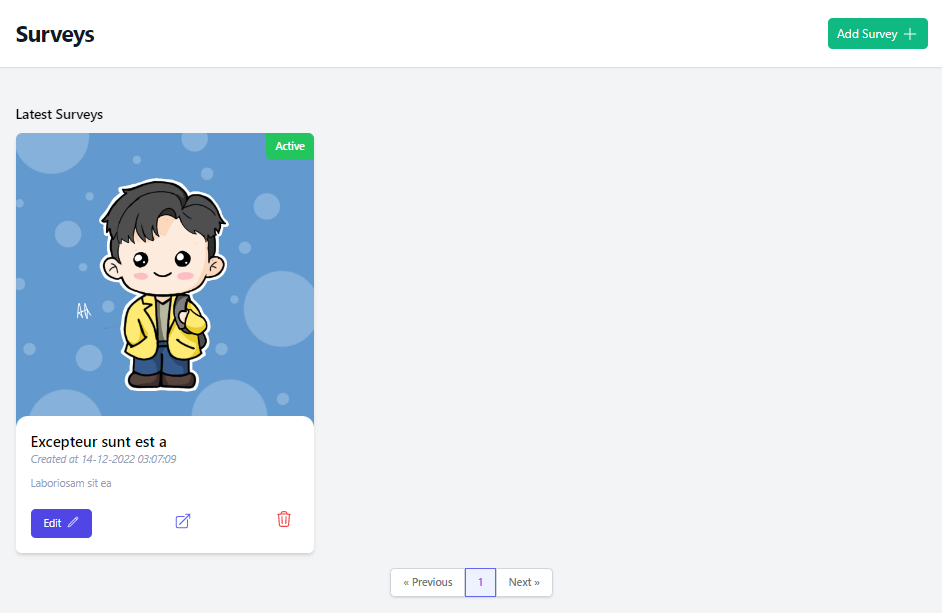 Surveys
Add Survey
Latest Surveys
Active
AA
Excepteur sunt est a
Created at 14-12-2022 03:07:09
Laboriosam sit ea
Edit
« Previous 1 Next »